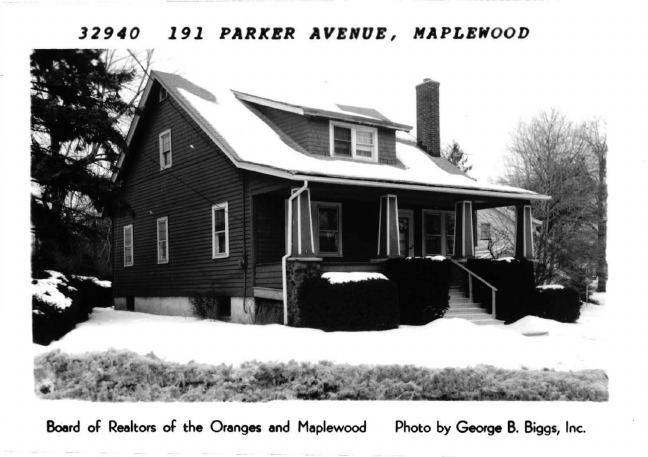 32940 191 PARKER AVENUE, MAPLEWOOD
Board of Realtors of the Oranges and Maplewood Photo by George B. Biggs, Inc.